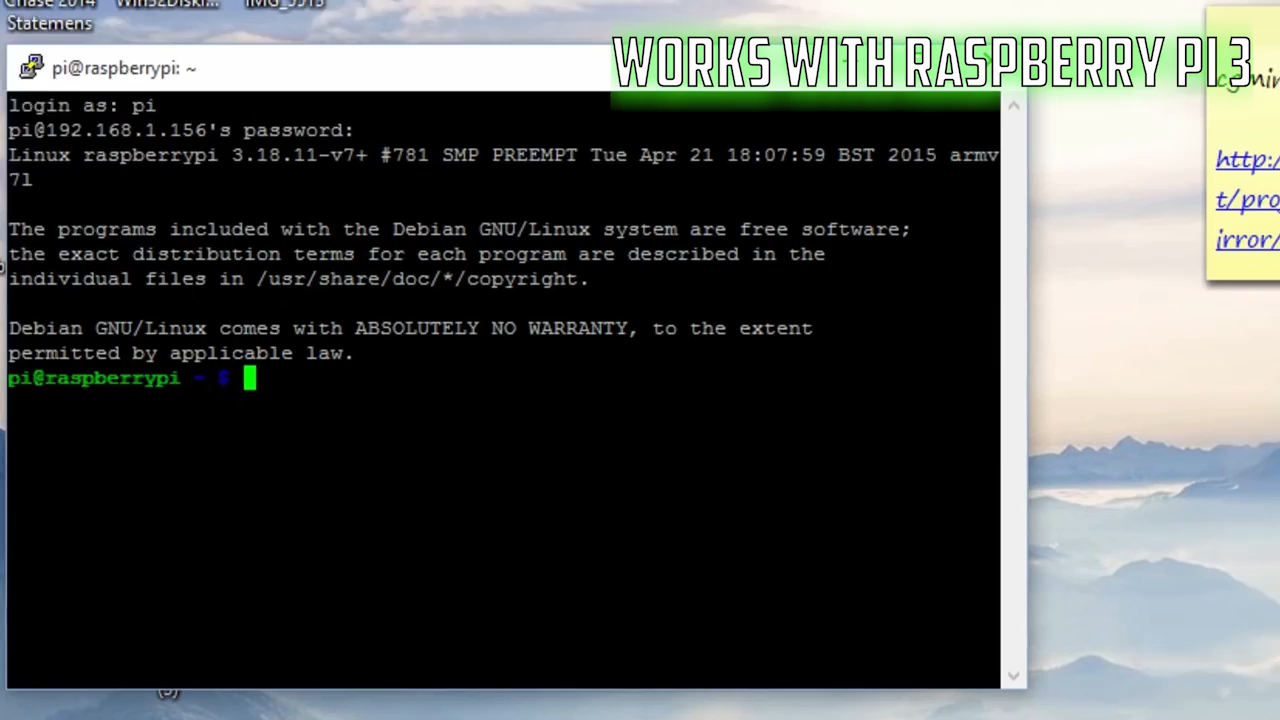 Statemens
pi@raspberrypi: ~
WORKS WITH RASPBERRY PI 3
login as: pi
pi@192.168.1.156's password:
Linux raspberrypi 3.18.11-v7+ #781 SMP PREEMPT Tue Apr 21 18:07:59 BST 2015 armv
7l

The programs included with the Debian GNU/Linux system are free software;
the exact distribution terms for each program are described in the
individual files in /usr/share/doc/*/copyright.

Debian GNU/Linux comes with ABSOLUTELY NO WARRANTY, to the extent
permitted by applicable law.
pi@raspberrypi ~ $
http:/
t/pro
irror/